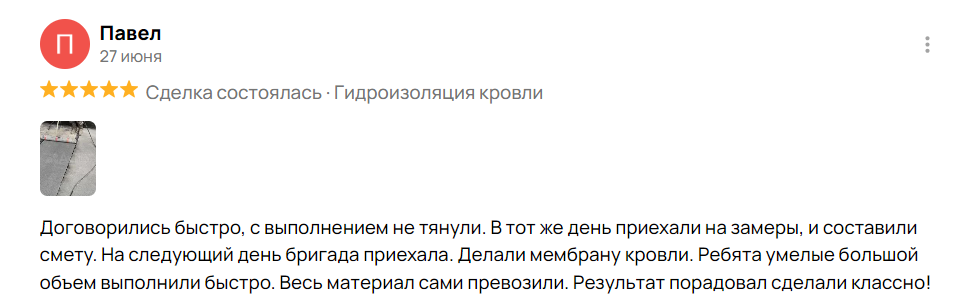 П
Павел
27 июня
Сделка состоялась · Гидроизоляция кровли
Договорились быстро, с выполнением не тянули. В тот же день приехали на замеры, и составили
смету. На следующий день бригада приехала. Делали мембрану кровли. Ребята умелые большой
объем выполнили быстро. Весь материал сами превозили. Результат порадовал сделали классно!